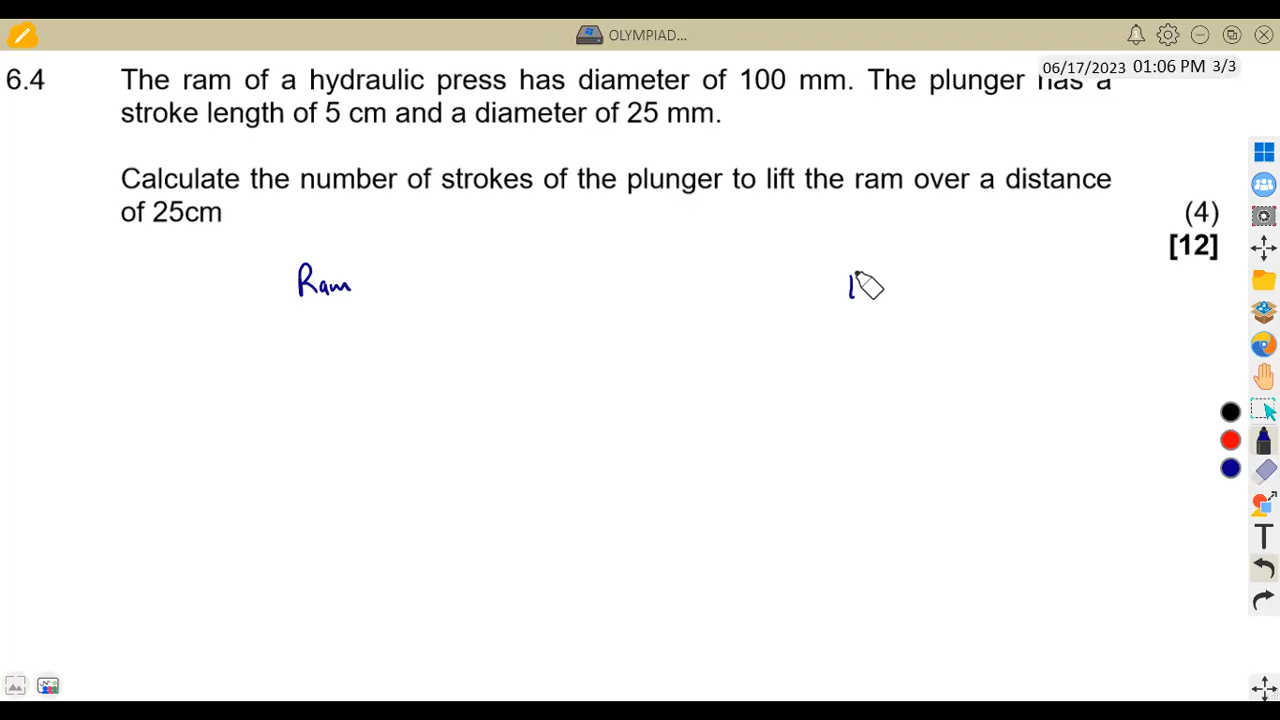 OLYMPIAD...
06/17/2023 01:06 PM 3/3
6.4 The ram of a hydraulic press has diameter of 100 mm. The plunger has a
stroke length of 5 cm and a diameter of 25 mm.
Calculate the number of strokes of the plunger to lift the ram over a distance
of 25cm
(4)
[12]
Ram
T